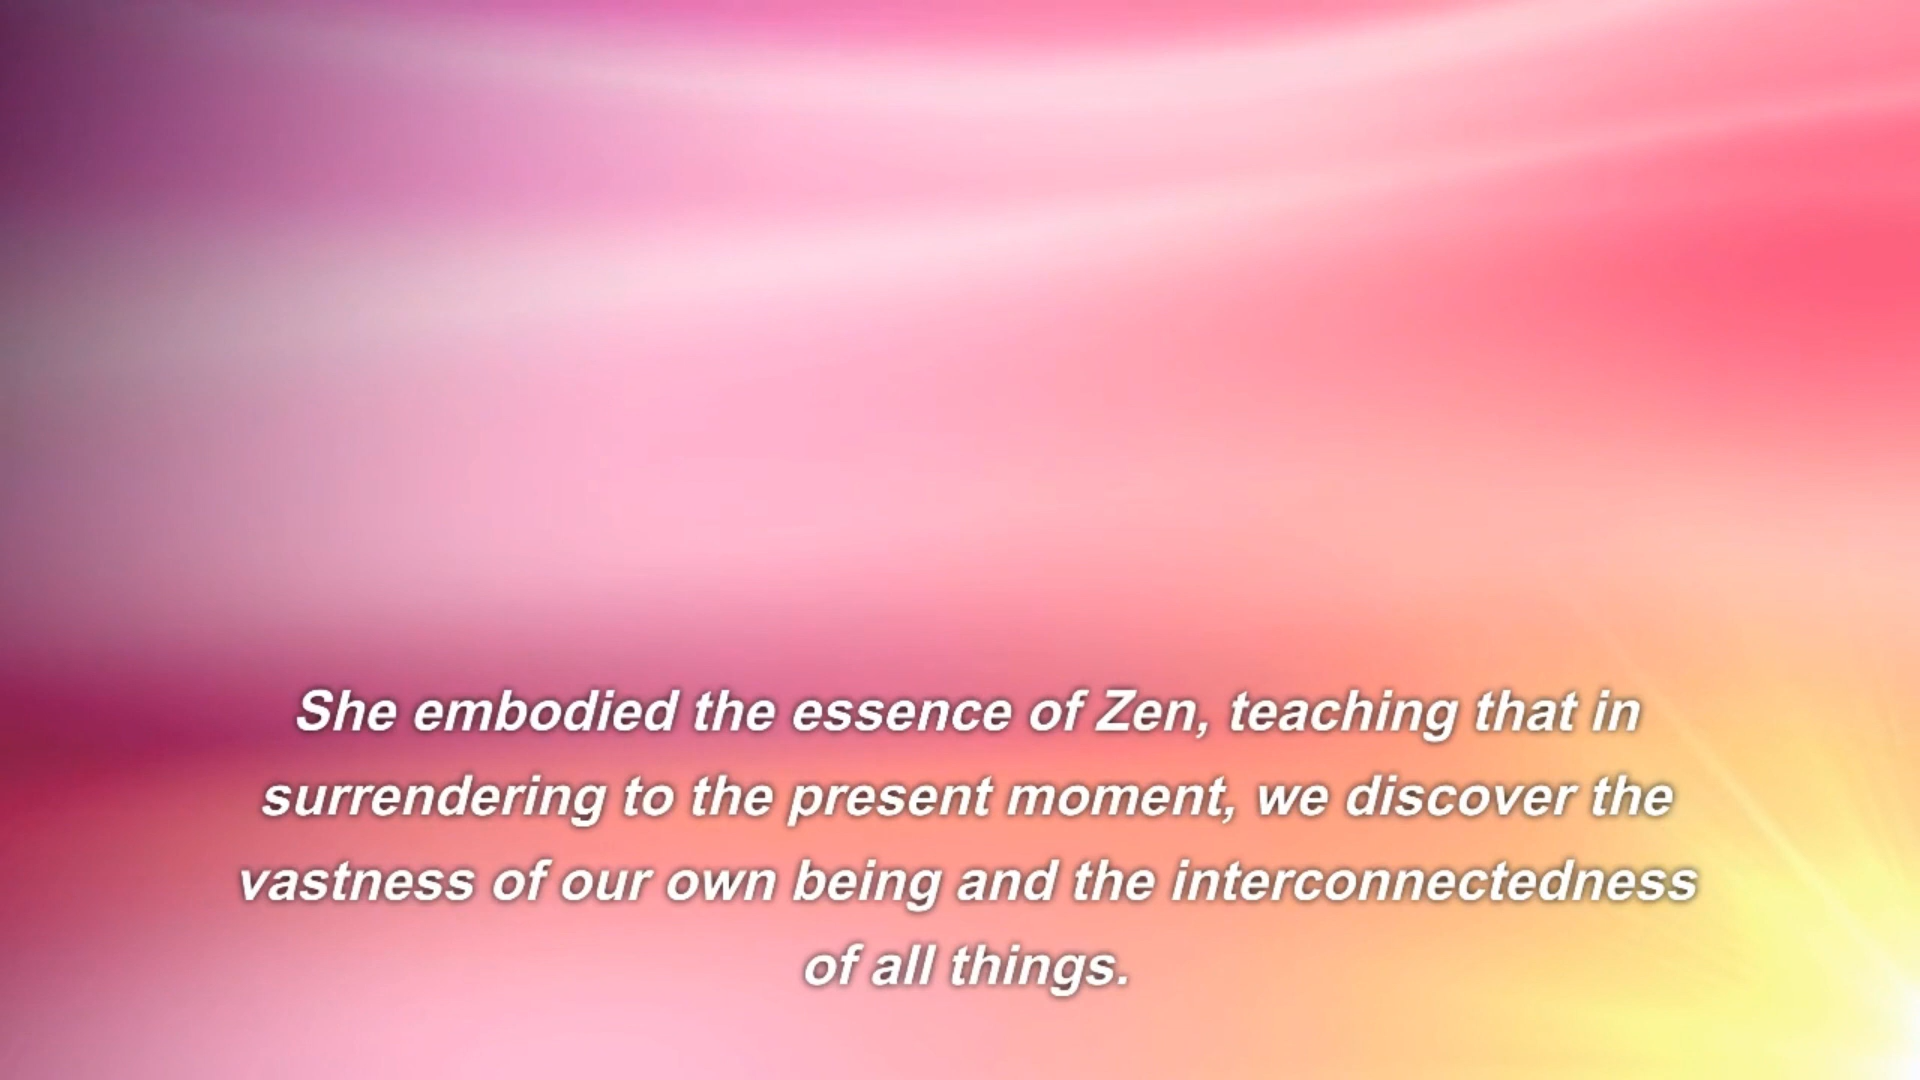 She embodied the essence of Zen, teaching that in
surrendering to the present moment, we discover the
vastness of our own being and the interconnectedness
of all things.